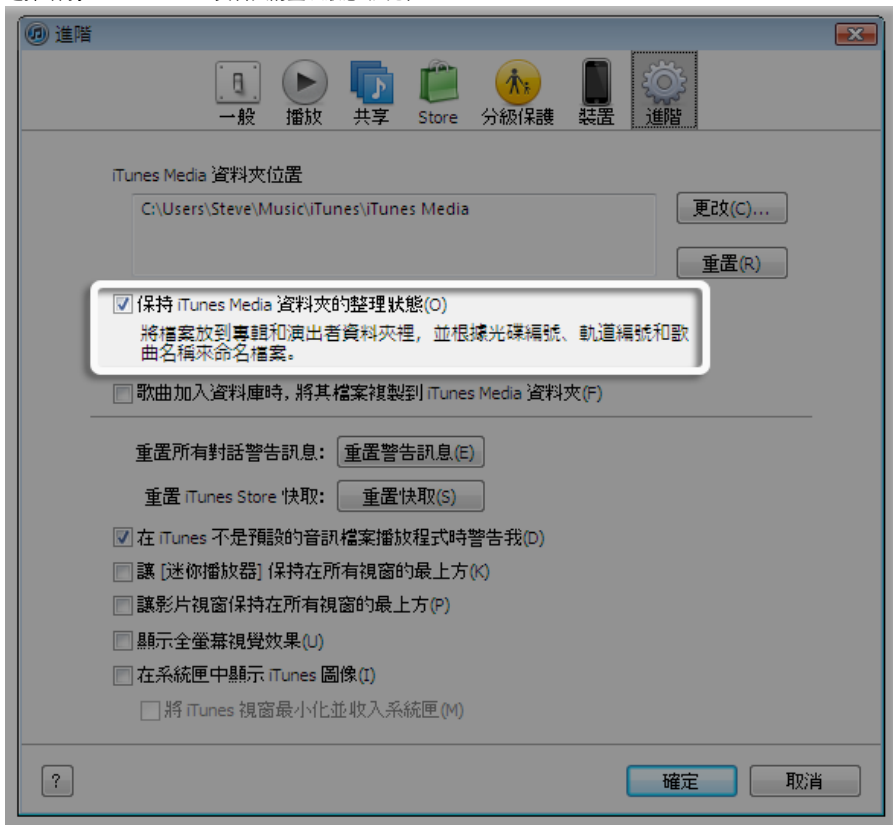 進階
一般 播放 共享 Store 分級保護 裝置 進階
iTunes Media 資料夾位置
C:\Users\Steve\Music\iTunes\iTunes Media
更改(C)...
重置(R)
保持 iTunes Media 資料夾的整理狀態(O)
將檔案放到專輯和演出者資料夾裡，並根據光碟編號、軌道編號和歌
曲名稱來命名檔案。
歌曲加入資料庫時, 將其檔案複製到 iTunes Media 資料夾(F)
重置所有對話警告訊息: 重置警告訊息(E)
重置 iTunes Store 快取: 重置快取(S)
在 iTunes 不是預設的音訊檔案播放程式時警告我(D)
讓 [迷你播放器] 保持在所有視窗的最上方(K)
讓影片視窗保持在所有視窗的最上方(P)
顯示全螢幕視覺效果(U)
在系統匣中顯示 iTunes 圖像(I)
將 iTunes 視窗最小化並收入系統匣(M)
? 確定 取消